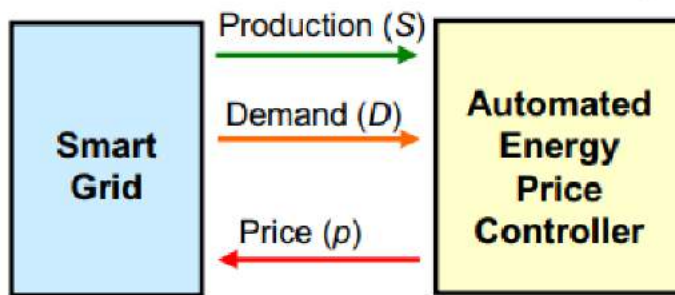 Production (S)
Demand (D)
Smart
Grid
Price (p)
Automated
Energy
Price
Controller